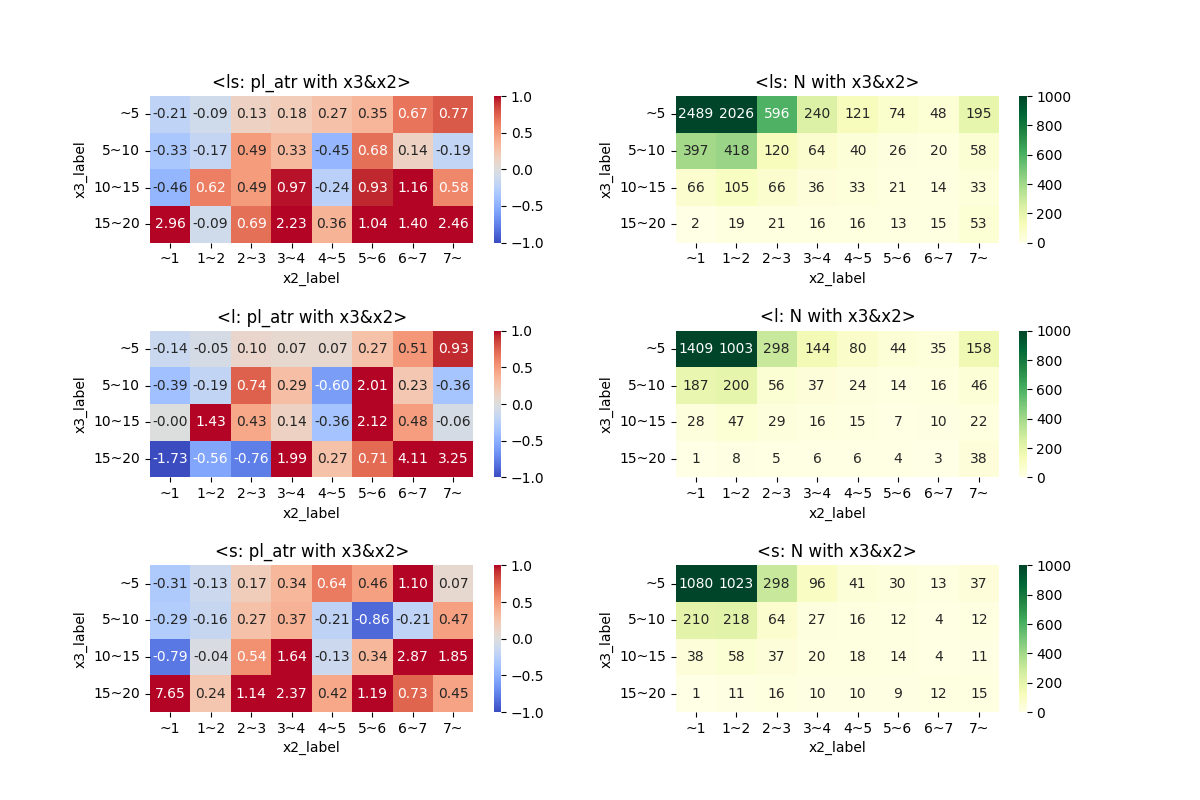 <ls: pl_atr with x3&x2>
x3_label
~5 -0.21 -0.09 0.13 0.18 0.27 0.35 0.67 0.77
5~10 -0.33 -0.17 0.49 0.33 -0.45 0.68 0.14 -0.19
10~15 -0.46 0.62 0.49 0.97 -0.24 0.93 1.16 0.58
15~20 2.96 -0.09 0.69 2.23 0.36 1.04 1.40 2.46
~1 1~2 2~3 3~4 4~5 5~6 6~7 7~
x2_label
1.0
0.5
0.0
−0.5
−1.0
<ls: N with x3&x2>
x3_label
~5 2489 2026 596 240 121 74 48 195
5~10 397 418 120 64 40 26 20 58
10~15 66 105 66 36 33 21 14 33
15~20 2 19 21 16 16 13 15 53
~1 1~2 2~3 3~4 4~5 5~6 6~7 7~
x2_label
1000
800
600
400
200
0
<l: pl_atr with x3&x2>
x3_label
~5 -0.14 -0.05 0.10 0.07 0.07 0.27 0.51 0.93
5~10 -0.39 -0.19 0.74 0.29 -0.60 2.01 0.23 -0.36
10~15 -0.00 1.43 0.43 0.14 -0.36 2.12 0.48 -0.06
15~20 -1.73 -0.56 -0.76 1.99 0.27 0.71 4.11 3.25
~1 1~2 2~3 3~4 4~5 5~6 6~7 7~
x2_label
1.0
0.5
0.0
−0.5
−1.0
<l: N with x3&x2>
x3_label
~5 1409 1003 298 144 80 44 35 158
5~10 187 200 56 37 24 14 16 46
10~15 28 47 29 16 15 7 10 22
15~20 1 8 5 6 6 4 3 38
~1 1~2 2~3 3~4 4~5 5~6 6~7 7~
x2_label
1000
800
600
400
200
0
<s: pl_atr with x3&x2>
x3_label
~5 -0.31 -0.13 0.17 0.34 0.64 0.46 1.10 0.07
5~10 -0.29 -0.16 0.27 0.37 -0.21 -0.86 -0.21 0.47
10~15 -0.79 -0.04 0.54 1.64 -0.13 0.34 2.87 1.85
15~20 7.65 0.24 1.14 2.37 0.42 1.19 0.73 0.45
~1 1~2 2~3 3~4 4~5 5~6 6~7 7~
x2_label
1.0
0.5
0.0
−0.5
−1.0
<s: N with x3&x2>
x3_label
~5 1080 1023 298 96 41 30 13 37
5~10 210 218 64 27 16 12 4 12
10~15 38 58 37 20 18 14 4 11
15~20 1 11 16 10 10 9 12 15
~1 1~2 2~3 3~4 4~5 5~6 6~7 7~
x2_label
1000
800
600
400
200
0